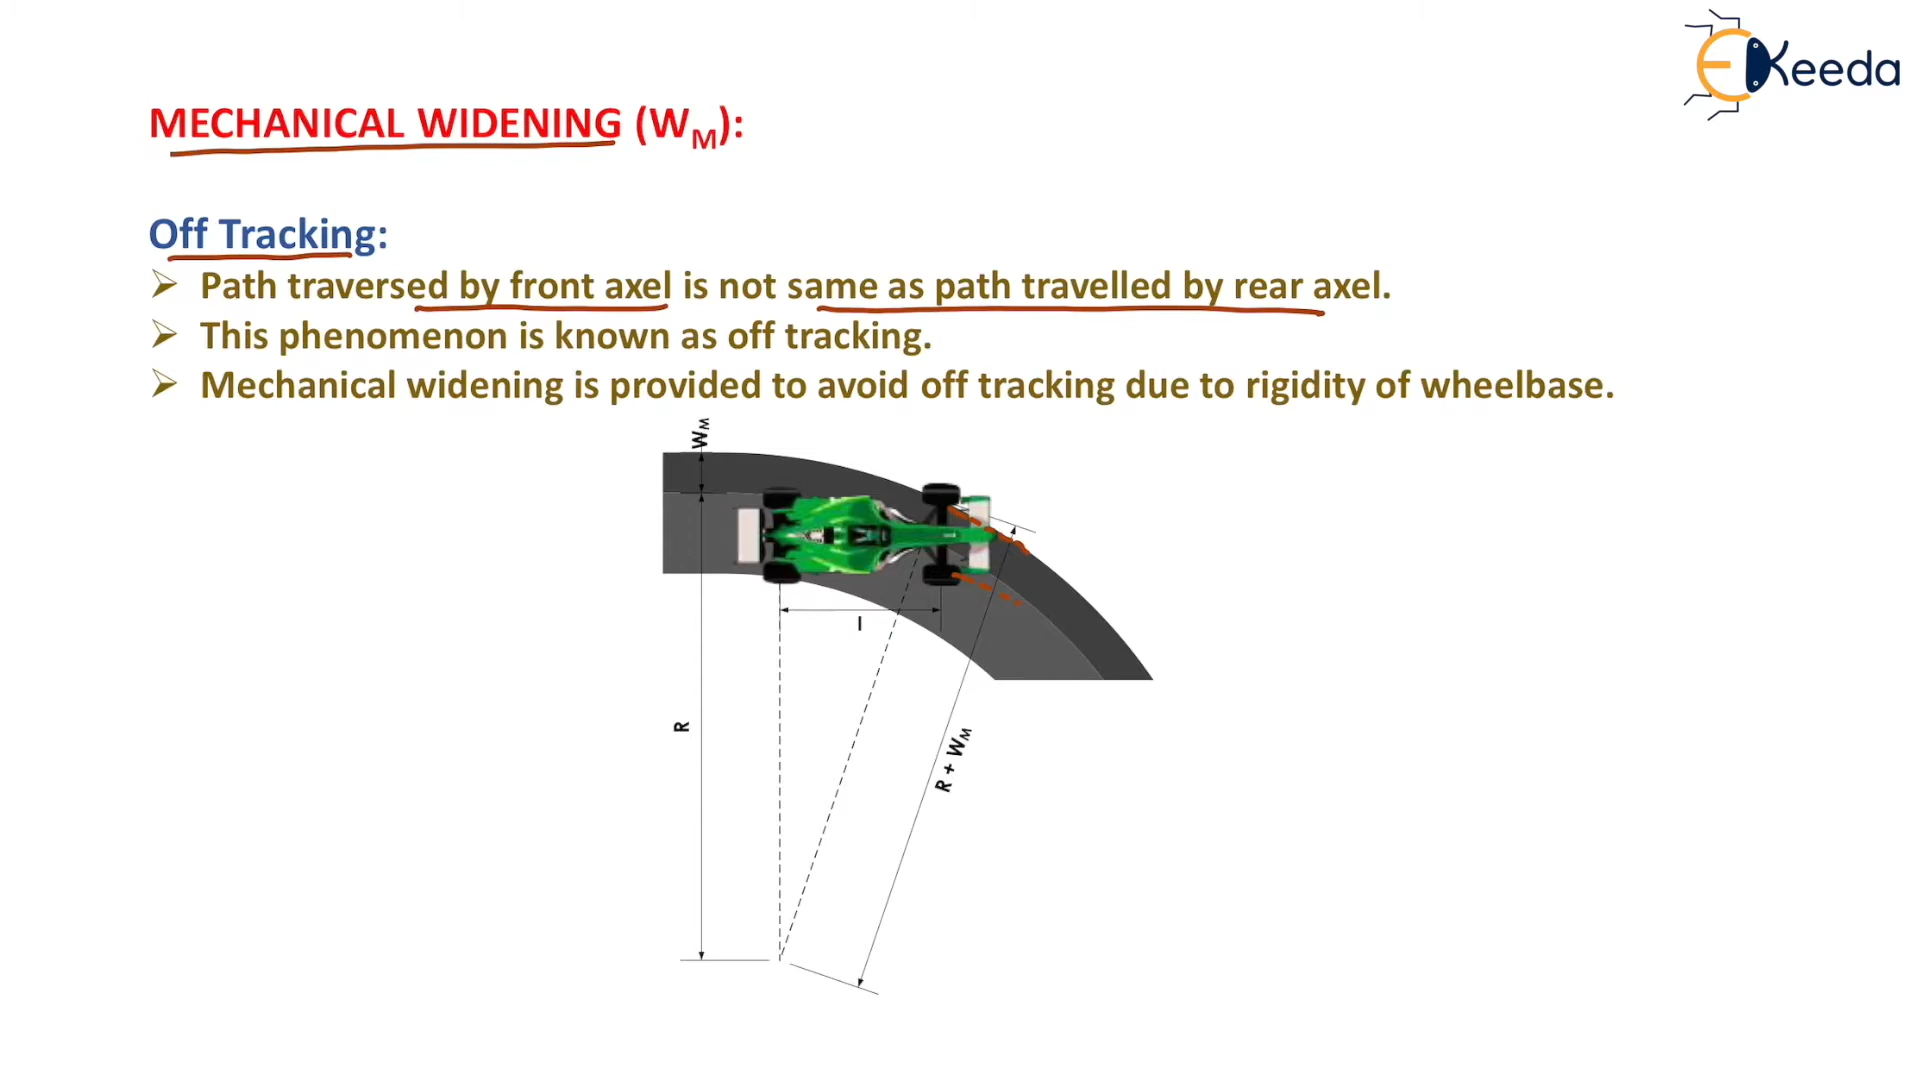 EKeeda
MECHANICAL WIDENING (WM):
Off Tracking:
➢ Path traversed by front axel is not same as path travelled by rear axel.
➢ This phenomenon is known as off tracking.
➢ Mechanical widening is provided to avoid off tracking due to rigidity of wheelbase.
WM
l
R
R + WM